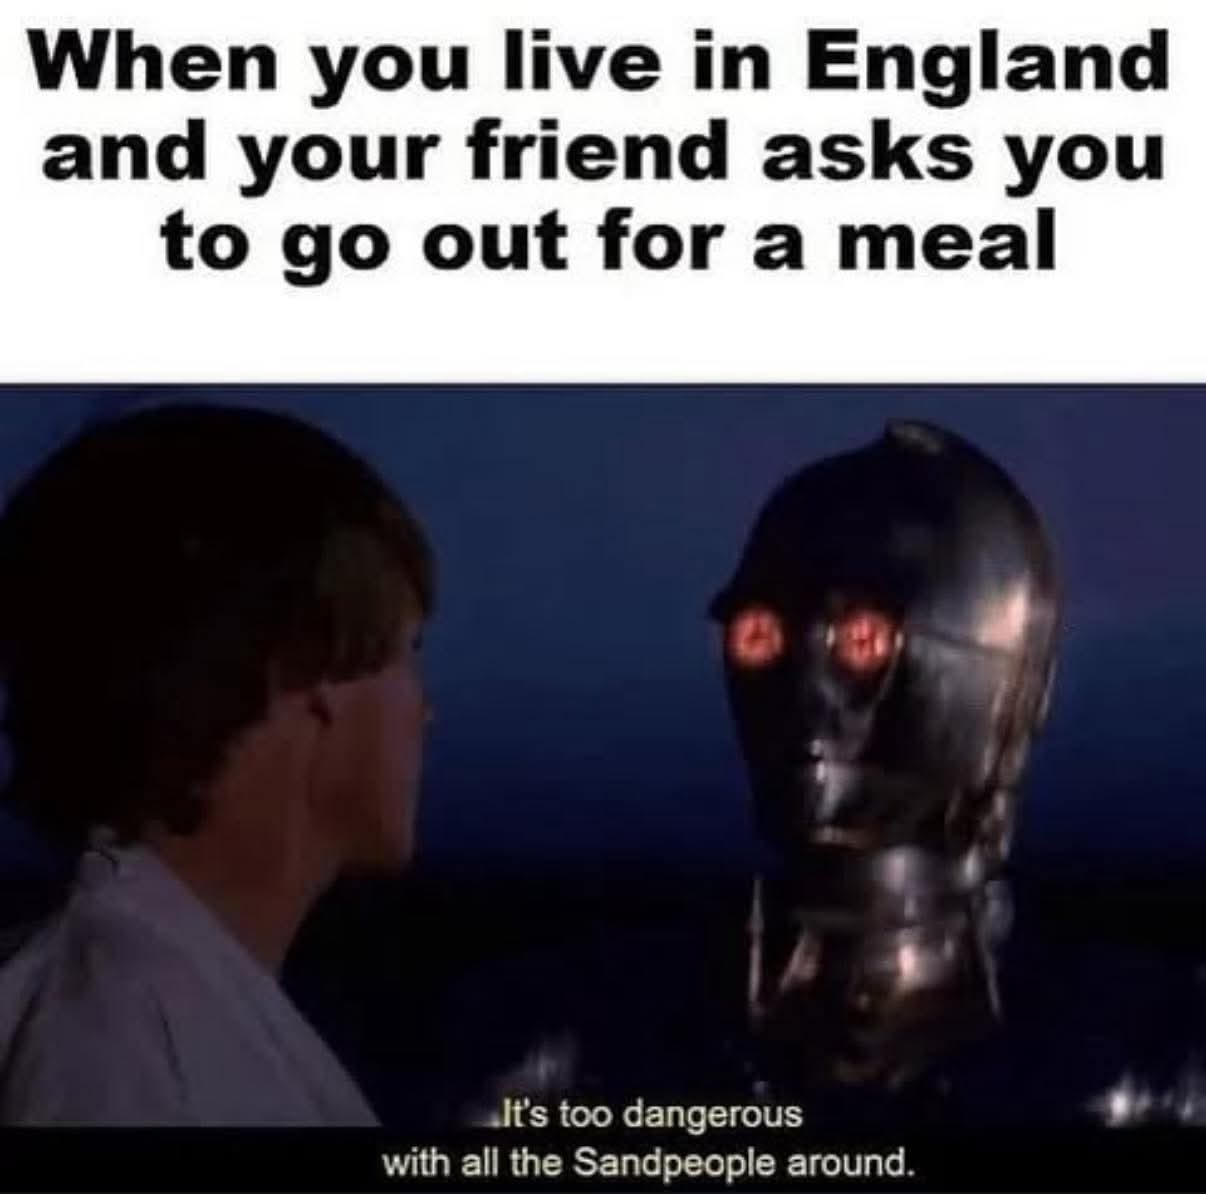 When you live in England
and your friend asks you
to go out for a meal
It's too dangerous
with all the Sandpeople around.